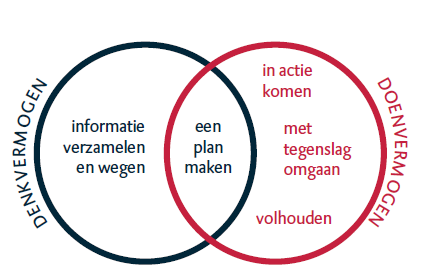 DENKVERMOGEN
informatie
verzamelen
en wegen
een
plan
maken
in actie
komen
met
tegenslag
omgaan
volhouden
DOENVERMOGEN